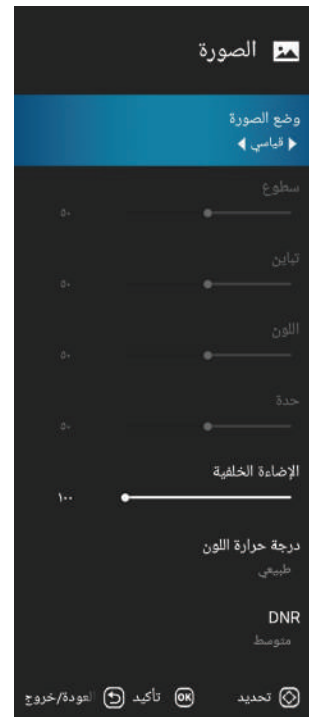 الصورة
وضع الصورة
قياسي
سطوع
٥٠
تباين
٥٠
اللون
٥٠
حدة
٥٠
الإضاءة الخلفية
١٠٠
درجة حرارة اللون
طبيعي
DNR
متوسط
تحديد OK تأكيد العودة/خروج